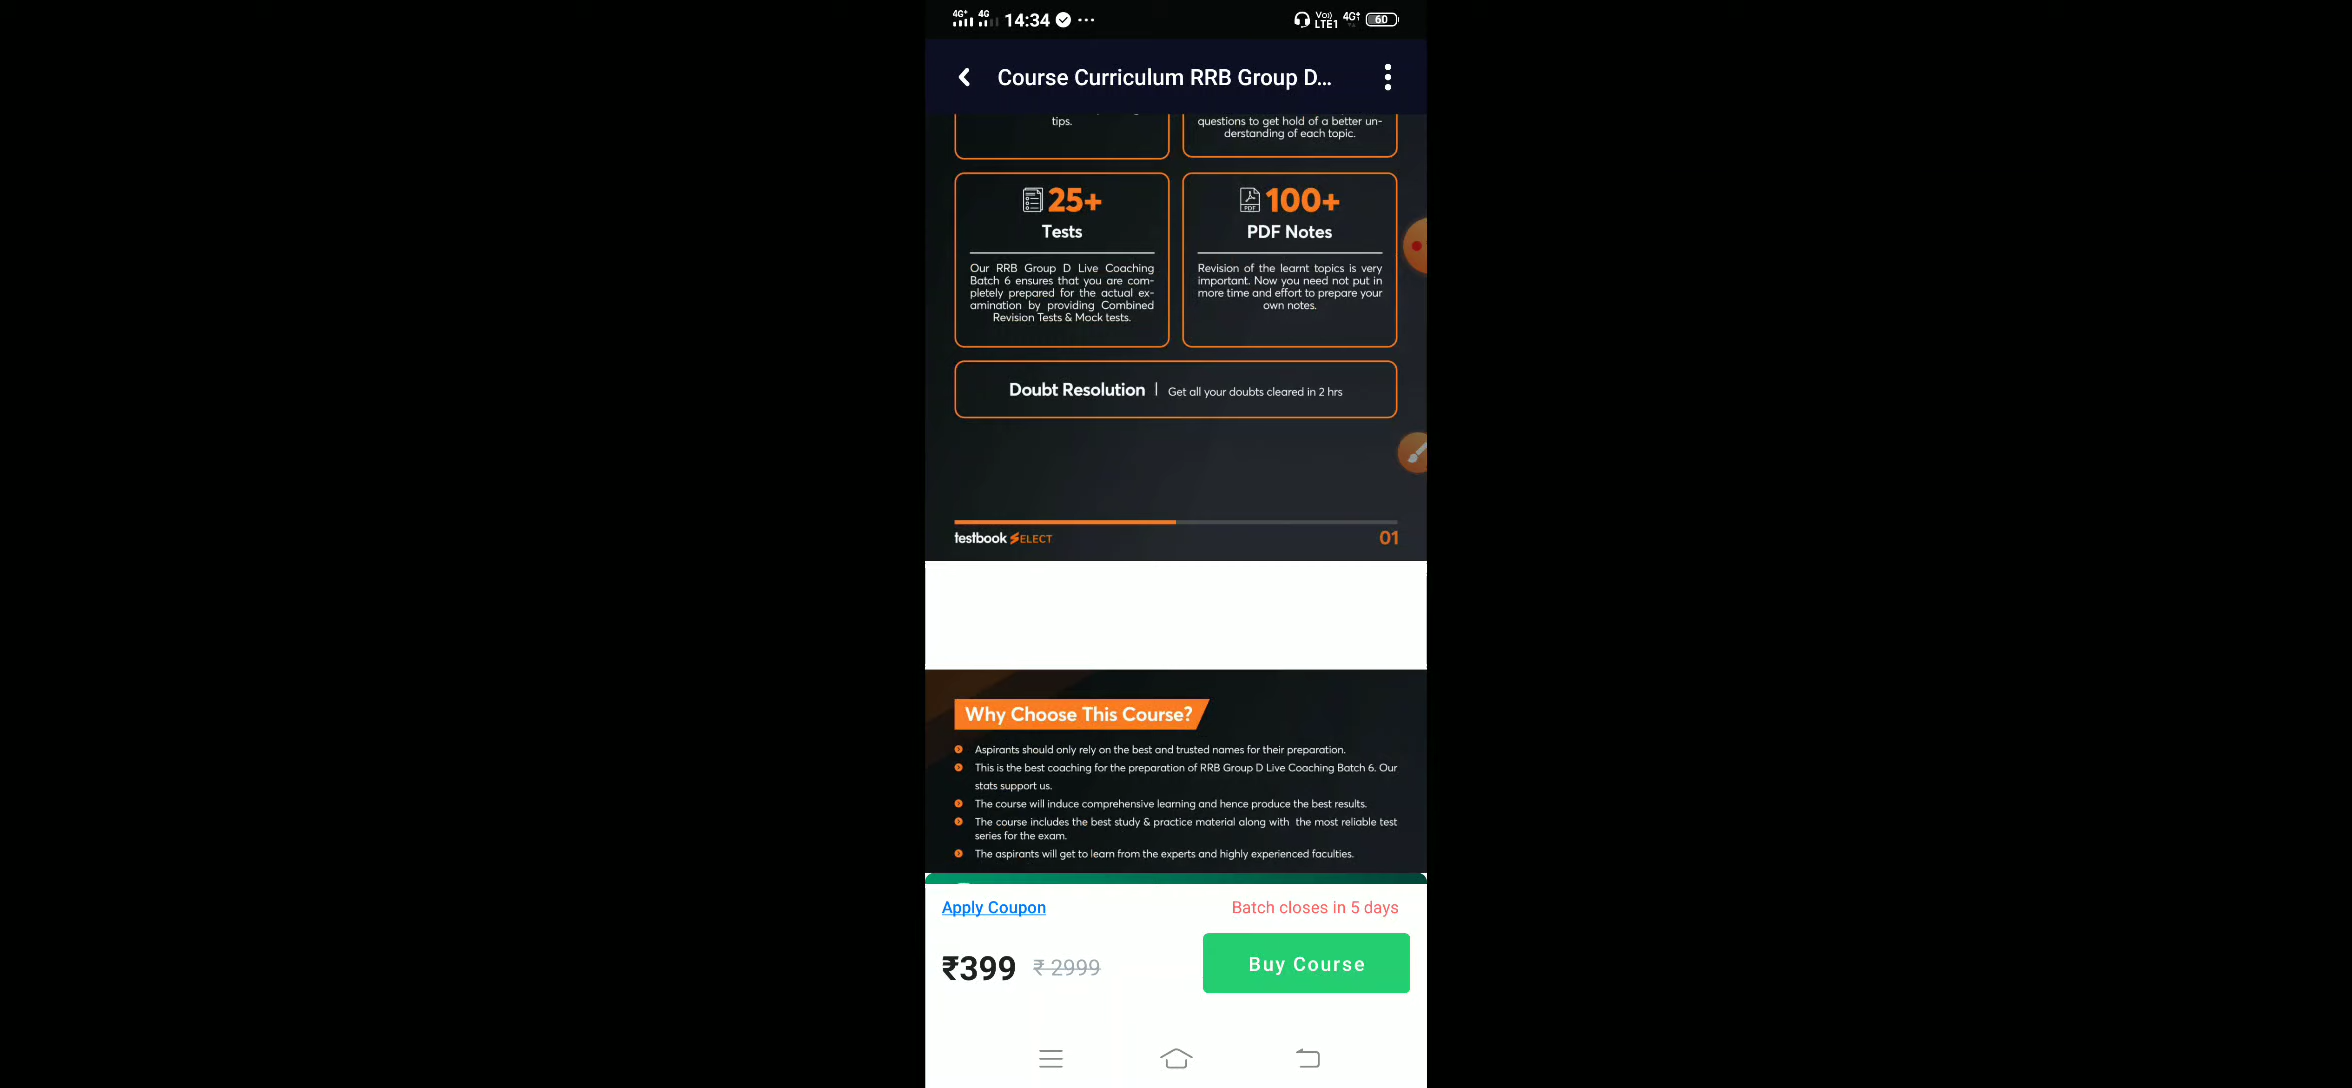 4G+ 4G 14:34 Vo)) LTE1 4G+ 60
Course Curriculum RRB Group D...
tips.
questions to get hold of a better un-
derstanding of each topic.
25+
Tests
Our RRB Group D Live Coaching
Batch 6 ensures that you are com-
pletely prepared for the actual ex-
amination by providing Combined
Revision Tests & Mock tests.
PDF
100+
PDF Notes
Revision of the learnt topics is very
important. Now you need not put in
more time and effort to prepare your
own notes.
Doubt Resolution | Get all your doubts cleared in 2 hrs
testbook SELECT 01
Why Choose This Course?
Aspirants should only rely on the best and trusted names for their preparation.
This is the best coaching for the preparation of RRB Group D Live Coaching Batch 6. Our
stats support us.
The course will induce comprehensive learning and hence produce the best results.
The course includes the best study & practice material along with the most reliable test
series for the exam.
The aspirants will get to learn from the experts and highly experienced faculties.
Apply Coupon Batch closes in 5 days
₹399 ₹ 2999 Buy Course